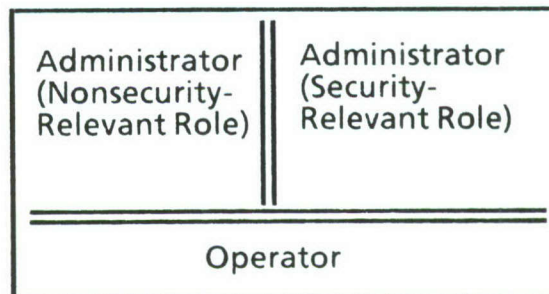 Administrator
(Nonsecurity-
Relevant Role)
Administrator
(Security-
Relevant Role)
Operator